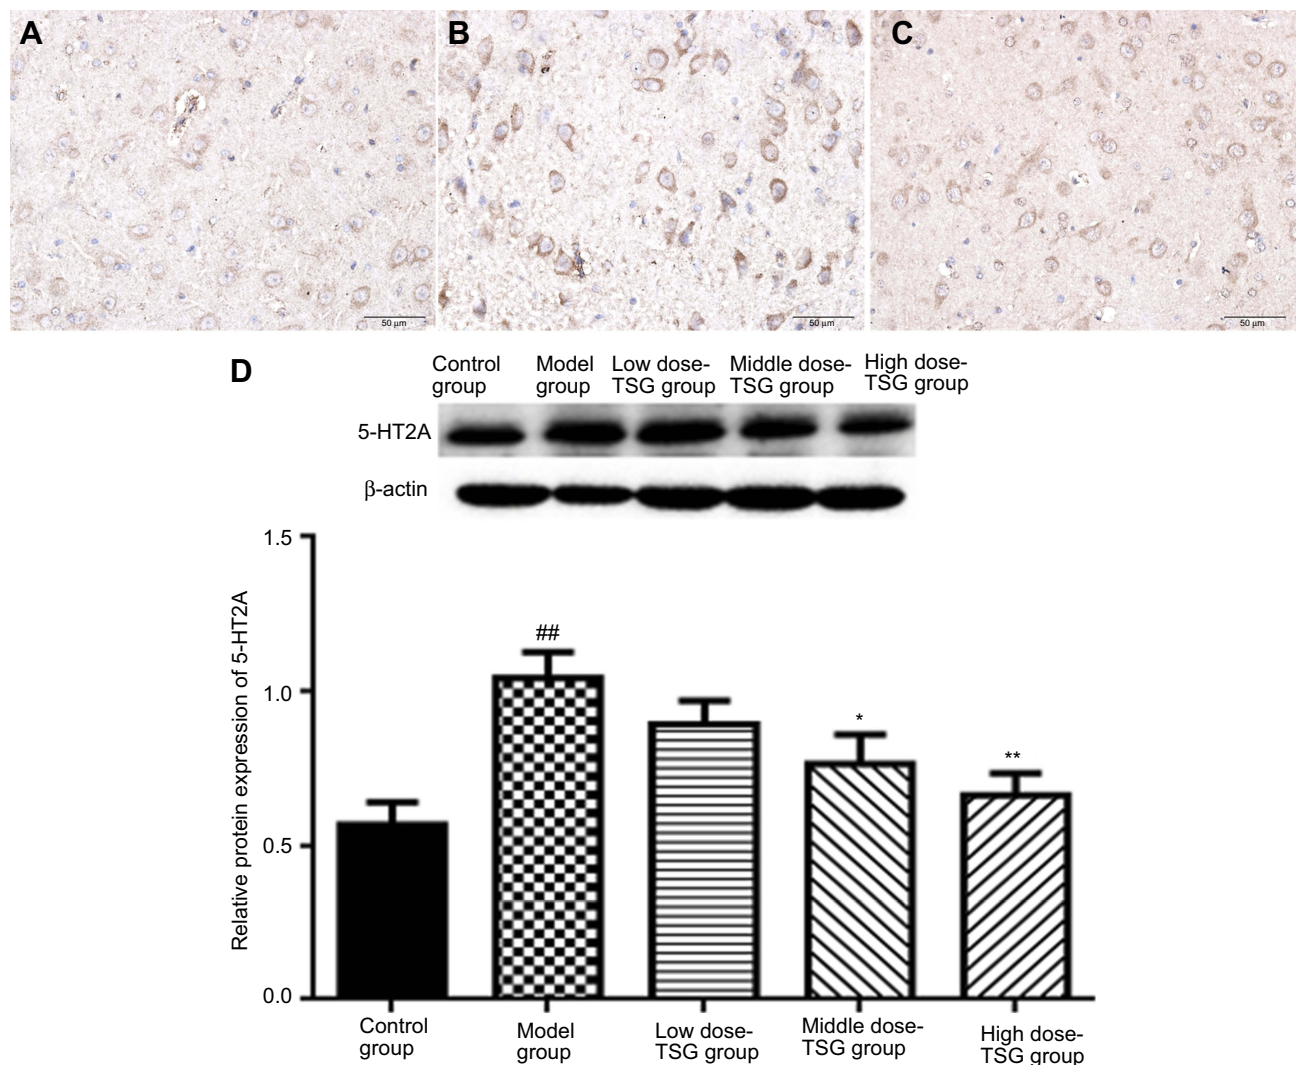 A
B
C
50 μm
50 μm
50 μm
D
Control
group
Model
group
Low dose-
TSG group
Middle dose-
TSG group
High dose-
TSG group
5-HT2A
β-actin
Relative protein expression of 5-HT2A
1.5
1.0
0.5
0.0
##
*
**
Control
group
Model
group
Low dose-
TSG group
Middle dose-
TSG group
High dose-
TSG group